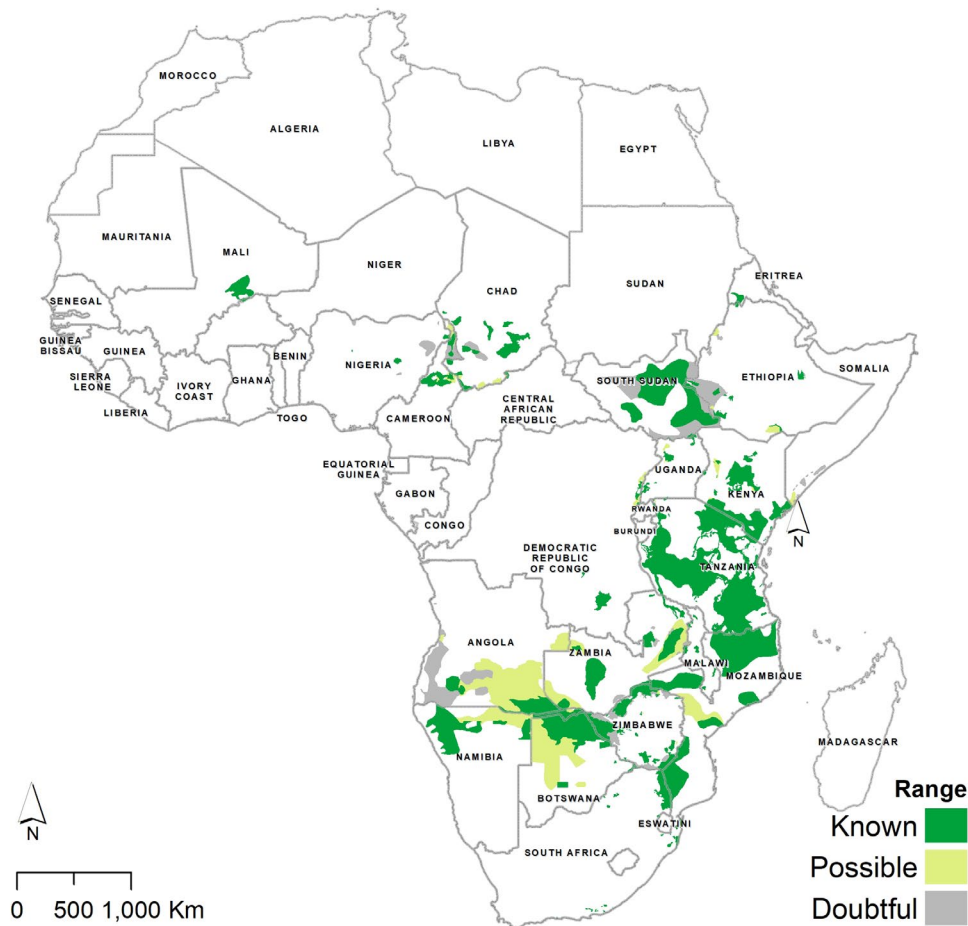 MOROCCO
ALGERIA
LIBYA
EGYPT
MAURITANIA
MALI
NIGER
CHAD
SUDAN
ERITREA
SENEGAL
GUINEA
BISSAU
GUINEA
SIERRA
LEONE
LIBERIA
IVORY
COAST
GHANA
TOGO
BENIN
NIGERIA
CAMEROON
CENTRAL
AFRICAN
REPUBLIC
SOUTH SUDAN
ETHIOPIA
SOMALIA
EQUATORIAL
GUINEA
GABON
CONGO
UGANDA
KENYA
N
RWANDA
BURUNDI
DEMOCRATIC
REPUBLIC
OF CONGO
TANZANIA
ANGOLA
ZAMBIA
MALAWI
MOZAMBIQUE
ZIMBABWE
MADAGASCAR
NAMIBIA
BOTSWANA
ESWATINI
SOUTH AFRICA
N
0 500 1,000 Km
Range
Known
Possible
Doubtful